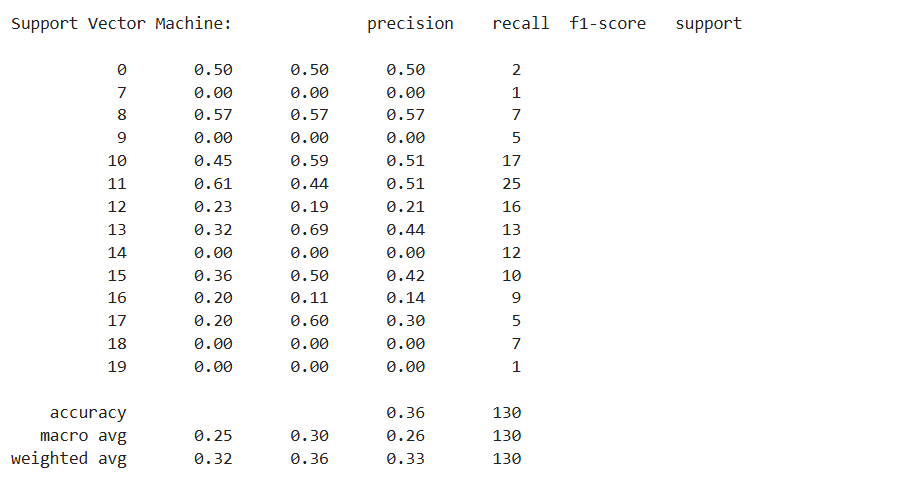 Support Vector Machine:              precision    recall  f1-score   support

           0       0.50      0.50      0.50         2
           7       0.00      0.00      0.00         1
           8       0.57      0.57      0.57         7
           9       0.00      0.00      0.00         5
          10       0.45      0.59      0.51        17
          11       0.61      0.44      0.51        25
          12       0.23      0.19      0.21        16
          13       0.32      0.69      0.44        13
          14       0.00      0.00      0.00        12
          15       0.36      0.50      0.42        10
          16       0.20      0.11      0.14         9
          17       0.20      0.60      0.30         5
          18       0.00      0.00      0.00         7
          19       0.00      0.00      0.00         1

    accuracy                           0.36       130
   macro avg       0.25      0.30      0.26       130
weighted avg       0.32      0.36      0.33       130